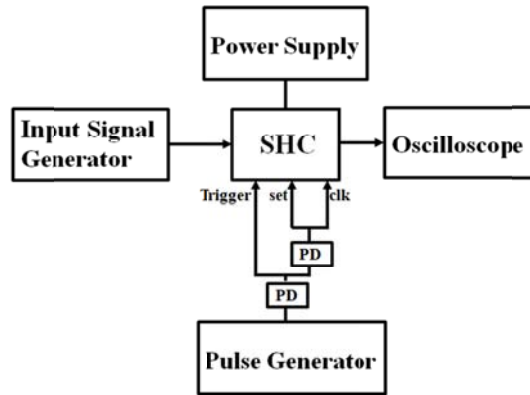 Power Supply
Input Signal
Generator
SHC
Oscilloscope
Trigger set clk
PD
PD
Pulse Generator